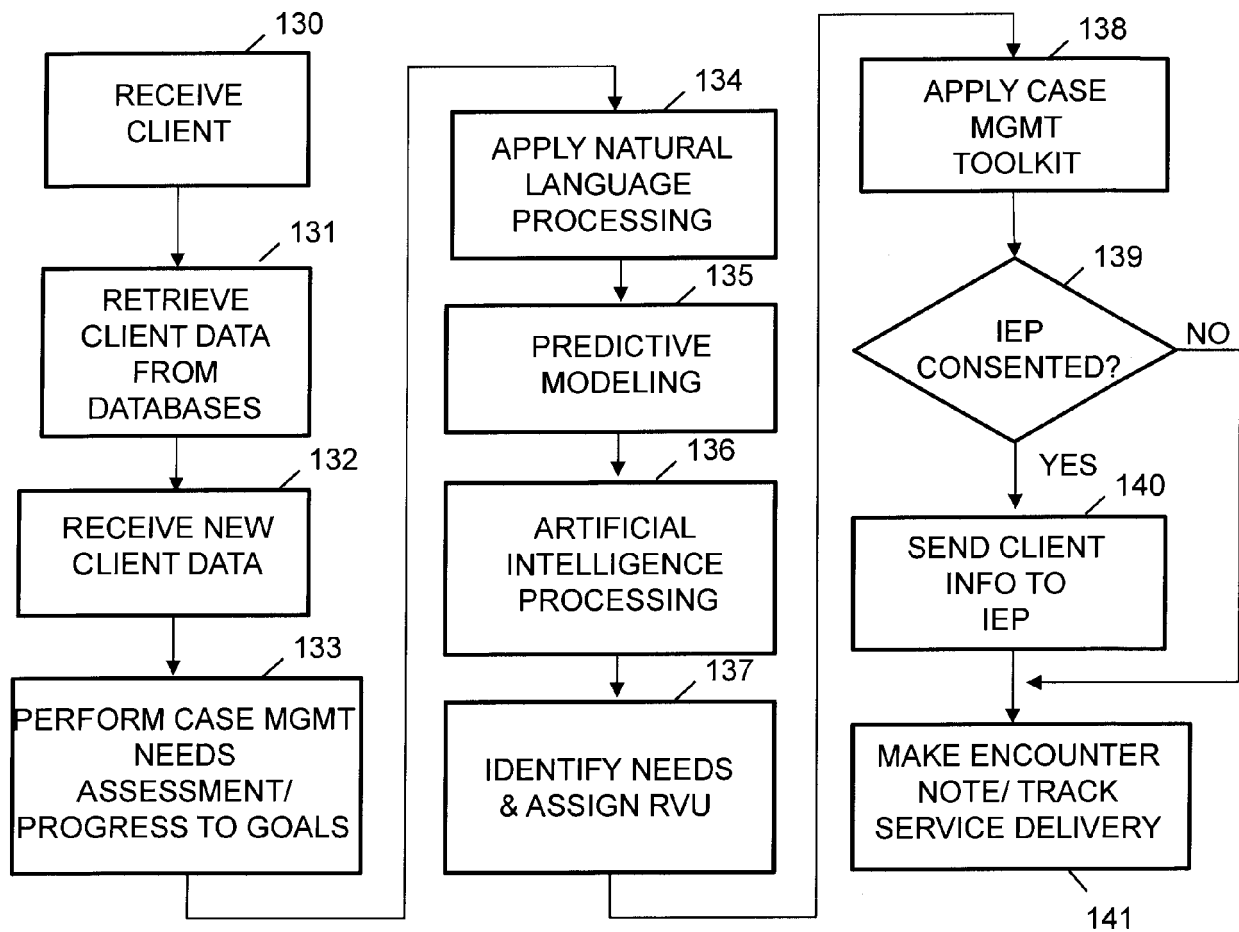 130
RECEIVE
CLIENT
131
RETRIEVE
CLIENT DATA
FROM
DATABASES
132
RECEIVE NEW
CLIENT DATA
133
PERFORM CASE MGMT
NEEDS
ASSESSMENT/
PROGRESS TO GOALS
134
APPLY NATURAL
LANGUAGE
PROCESSING
135
PREDICTIVE
MODELING
136
ARTIFICIAL
INTELLIGENCE
PROCESSING
137
IDENTIFY NEEDS
& ASSIGN RVU
138
APPLY CASE
MGMT
TOOLKIT
139
IEP
CONSENTED?
NO
YES
140
SEND CLIENT
INFO TO
IEP
MAKE ENCOUNTER
NOTE/ TRACK
SERVICE DELIVERY
141